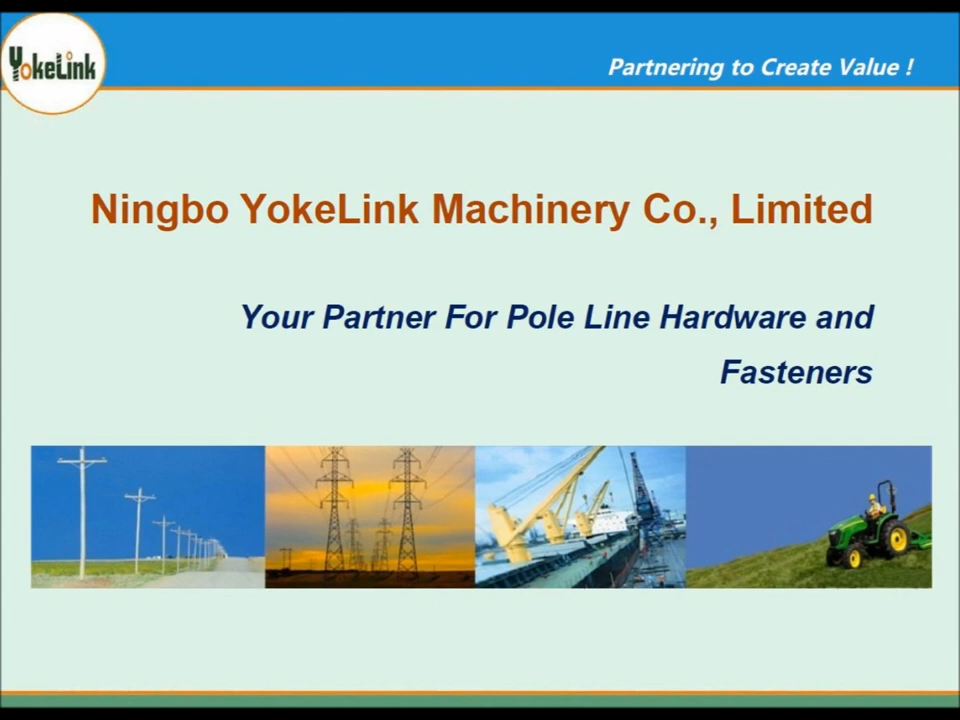 YokeLink
Partnering to Create Value !
Ningbo YokeLink Machinery Co., Limited
Your Partner For Pole Line Hardware and
Fasteners